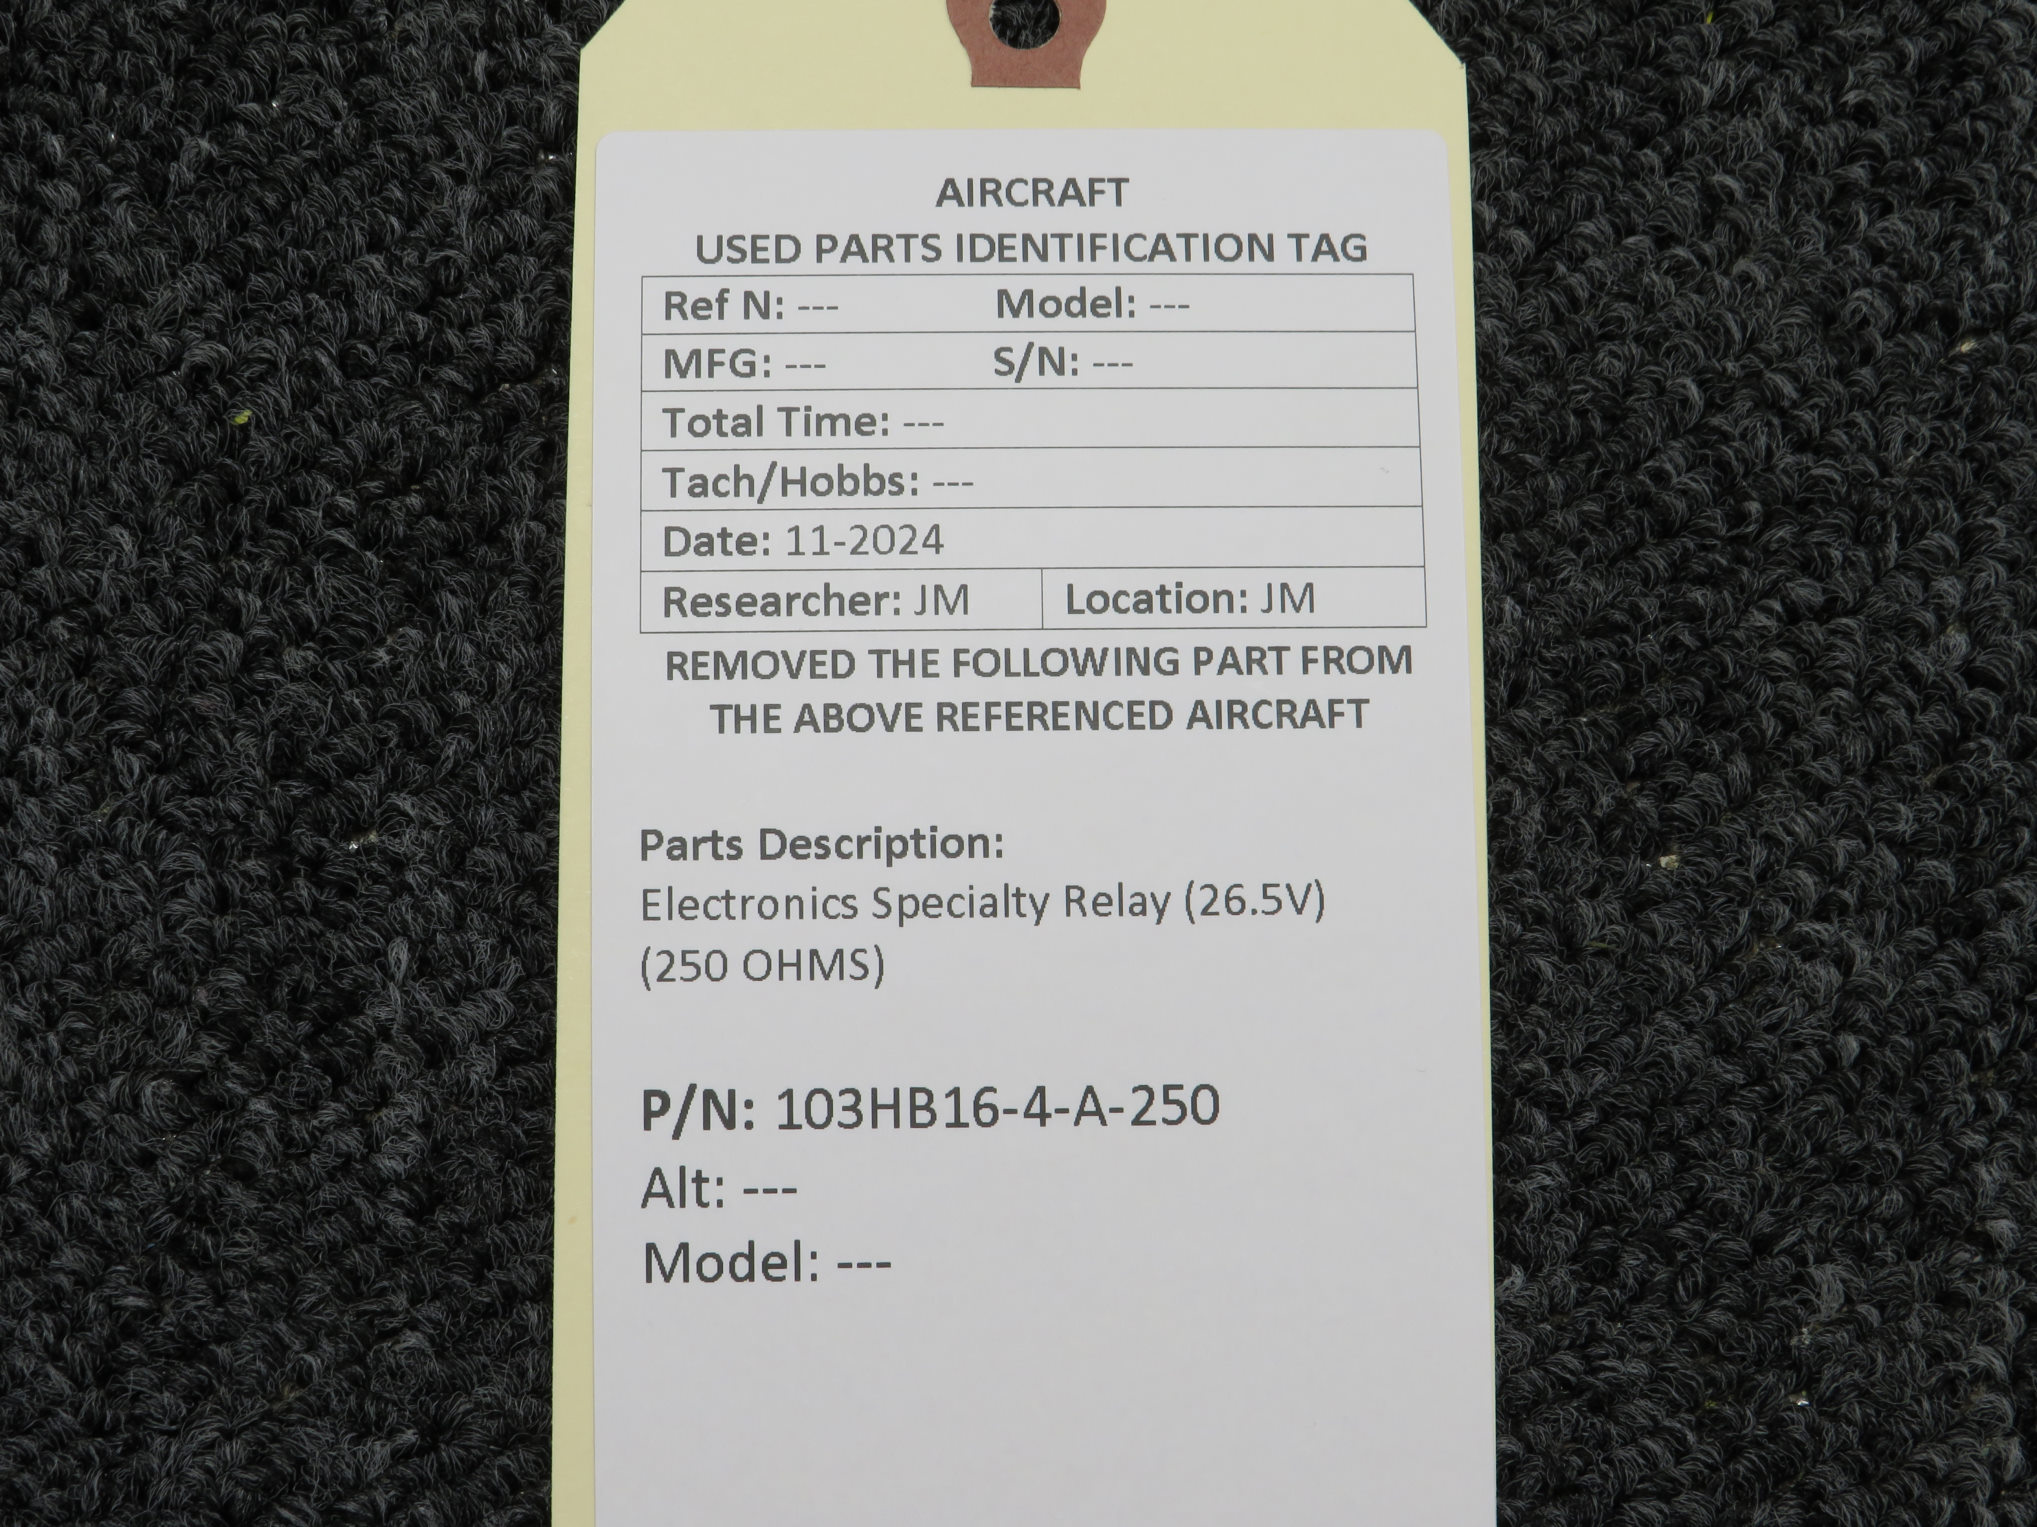 AIRCRAFT
USED PARTS IDENTIFICATION TAG
Ref N: --- Model: ---
MFG: --- S/N: ---
Total Time: ---
Tach/Hobbs: ---
Date: 11-2024
Researcher: JM Location: JM
REMOVED THE FOLLOWING PART FROM
THE ABOVE REFERENCED AIRCRAFT
Parts Description:
Electronics Specialty Relay (26.5V)
(250 OHMS)
P/N: 103HB16-4-A-250
Alt: ---
Model: ---